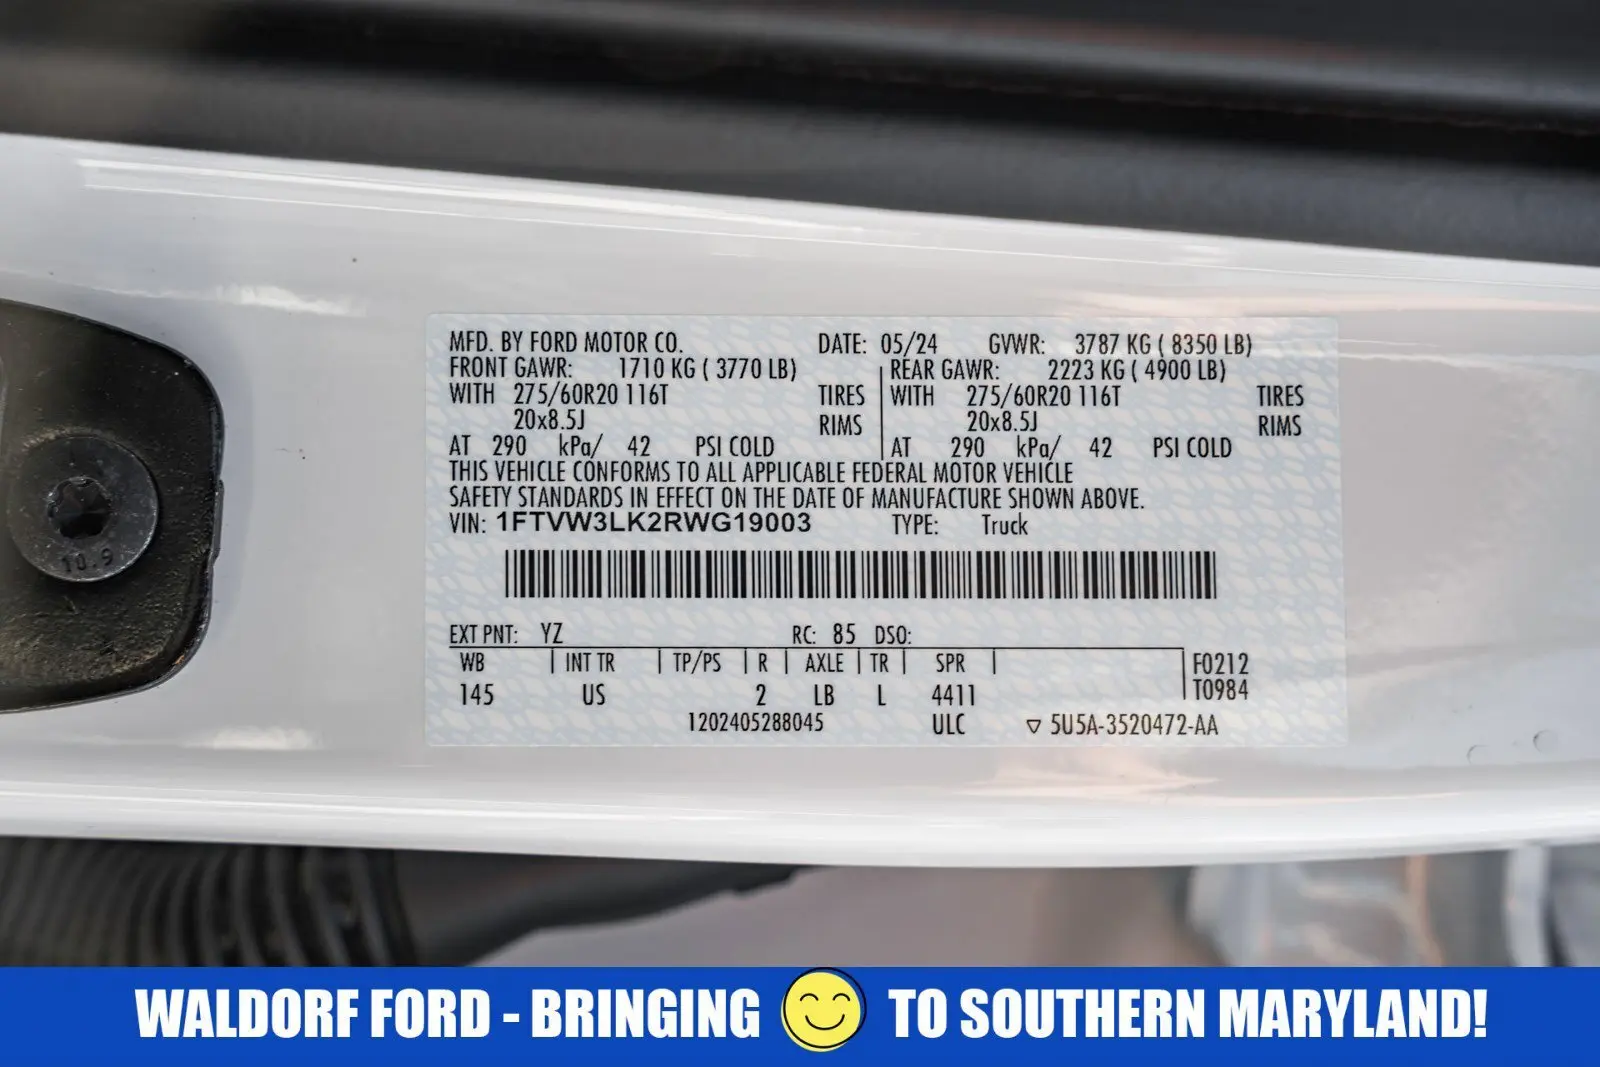 MFD. BY FORD MOTOR CO. DATE: 05/24 GVWR: 3787 KG ( 8350 LB)
FRONT GAWR: 1710 KG ( 3770 LB) REAR GAWR: 2223 KG ( 4900 LB)
WITH 275/60R20 116T TIRES WITH 275/60R20 116T TIRES
20x8.5J RIMS 20x8.5J RIMS
AT 290 kPa/ 42 PSI COLD AT 290 kPa/ 42 PSI COLD
THIS VEHICLE CONFORMS TO ALL APPLICABLE FEDERAL MOTOR VEHICLE
SAFETY STANDARDS IN EFFECT ON THE DATE OF MANUFACTURE SHOWN ABOVE.
VIN: 1FTVW3LK2RWG19003 TYPE: Truck
EXT PNT: YZ RC: 85 DSO:
WB INT TR TP/PS R AXLE TR SPR F0212
145 US 2 LB L 4411 T0984
1202405288045 ULC ▽ 5U5A-3520472-AA
10.9
WALDORF FORD - BRINGING TO SOUTHERN MARYLAND!